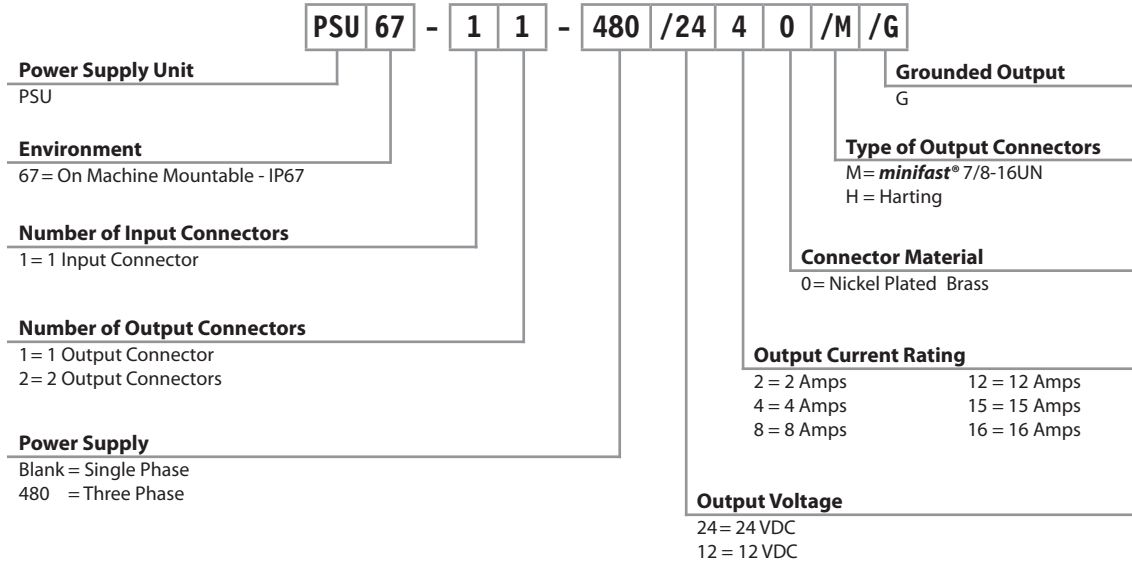 PSU 67 - 1 1 - 480 /24 4 0 /M /G
Power Supply Unit
PSU
Environment
67 = On Machine Mountable - IP67
Number of Input Connectors
1 = 1 Input Connector
Number of Output Connectors
1 = 1 Output Connector
2 = 2 Output Connectors
Power Supply
Blank = Single Phase
480 = Three Phase
Grounded Output
G
Type of Output Connectors
M = minifast® 7/8-16UN
H = Harting
Connector Material
0 = Nickel Plated Brass
Output Current Rating
2 = 2 Amps 12 = 12 Amps
4 = 4 Amps 15 = 15 Amps
8 = 8 Amps 16 = 16 Amps
Output Voltage
24 = 24 VDC
12 = 12 VDC